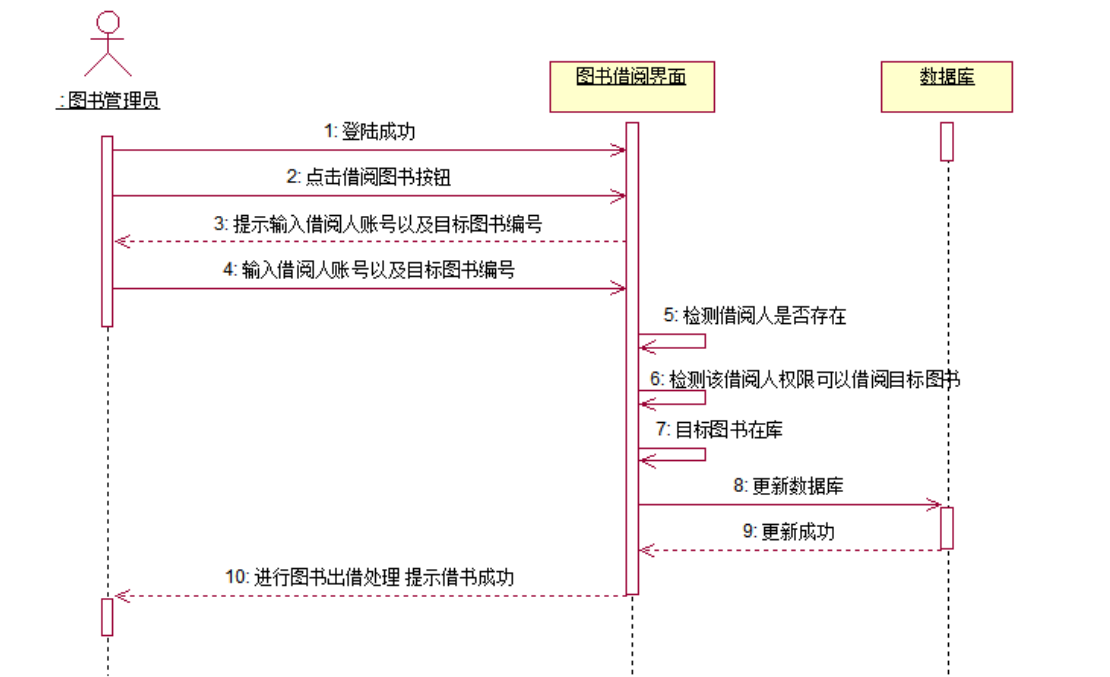 : 图书管理员
图书借阅界面
数据库
1: 登陆成功
2: 点击借阅图书按钮
3: 提示输入借阅人账号以及目标图书编号
4: 输入借阅人账号以及目标图书编号
5: 检测借阅人是否存在
6: 检测该借阅人权限可以借阅目标图书
7: 目标图书在库
8: 更新数据库
9: 更新成功
10: 进行图书出借处理 提示借书成功